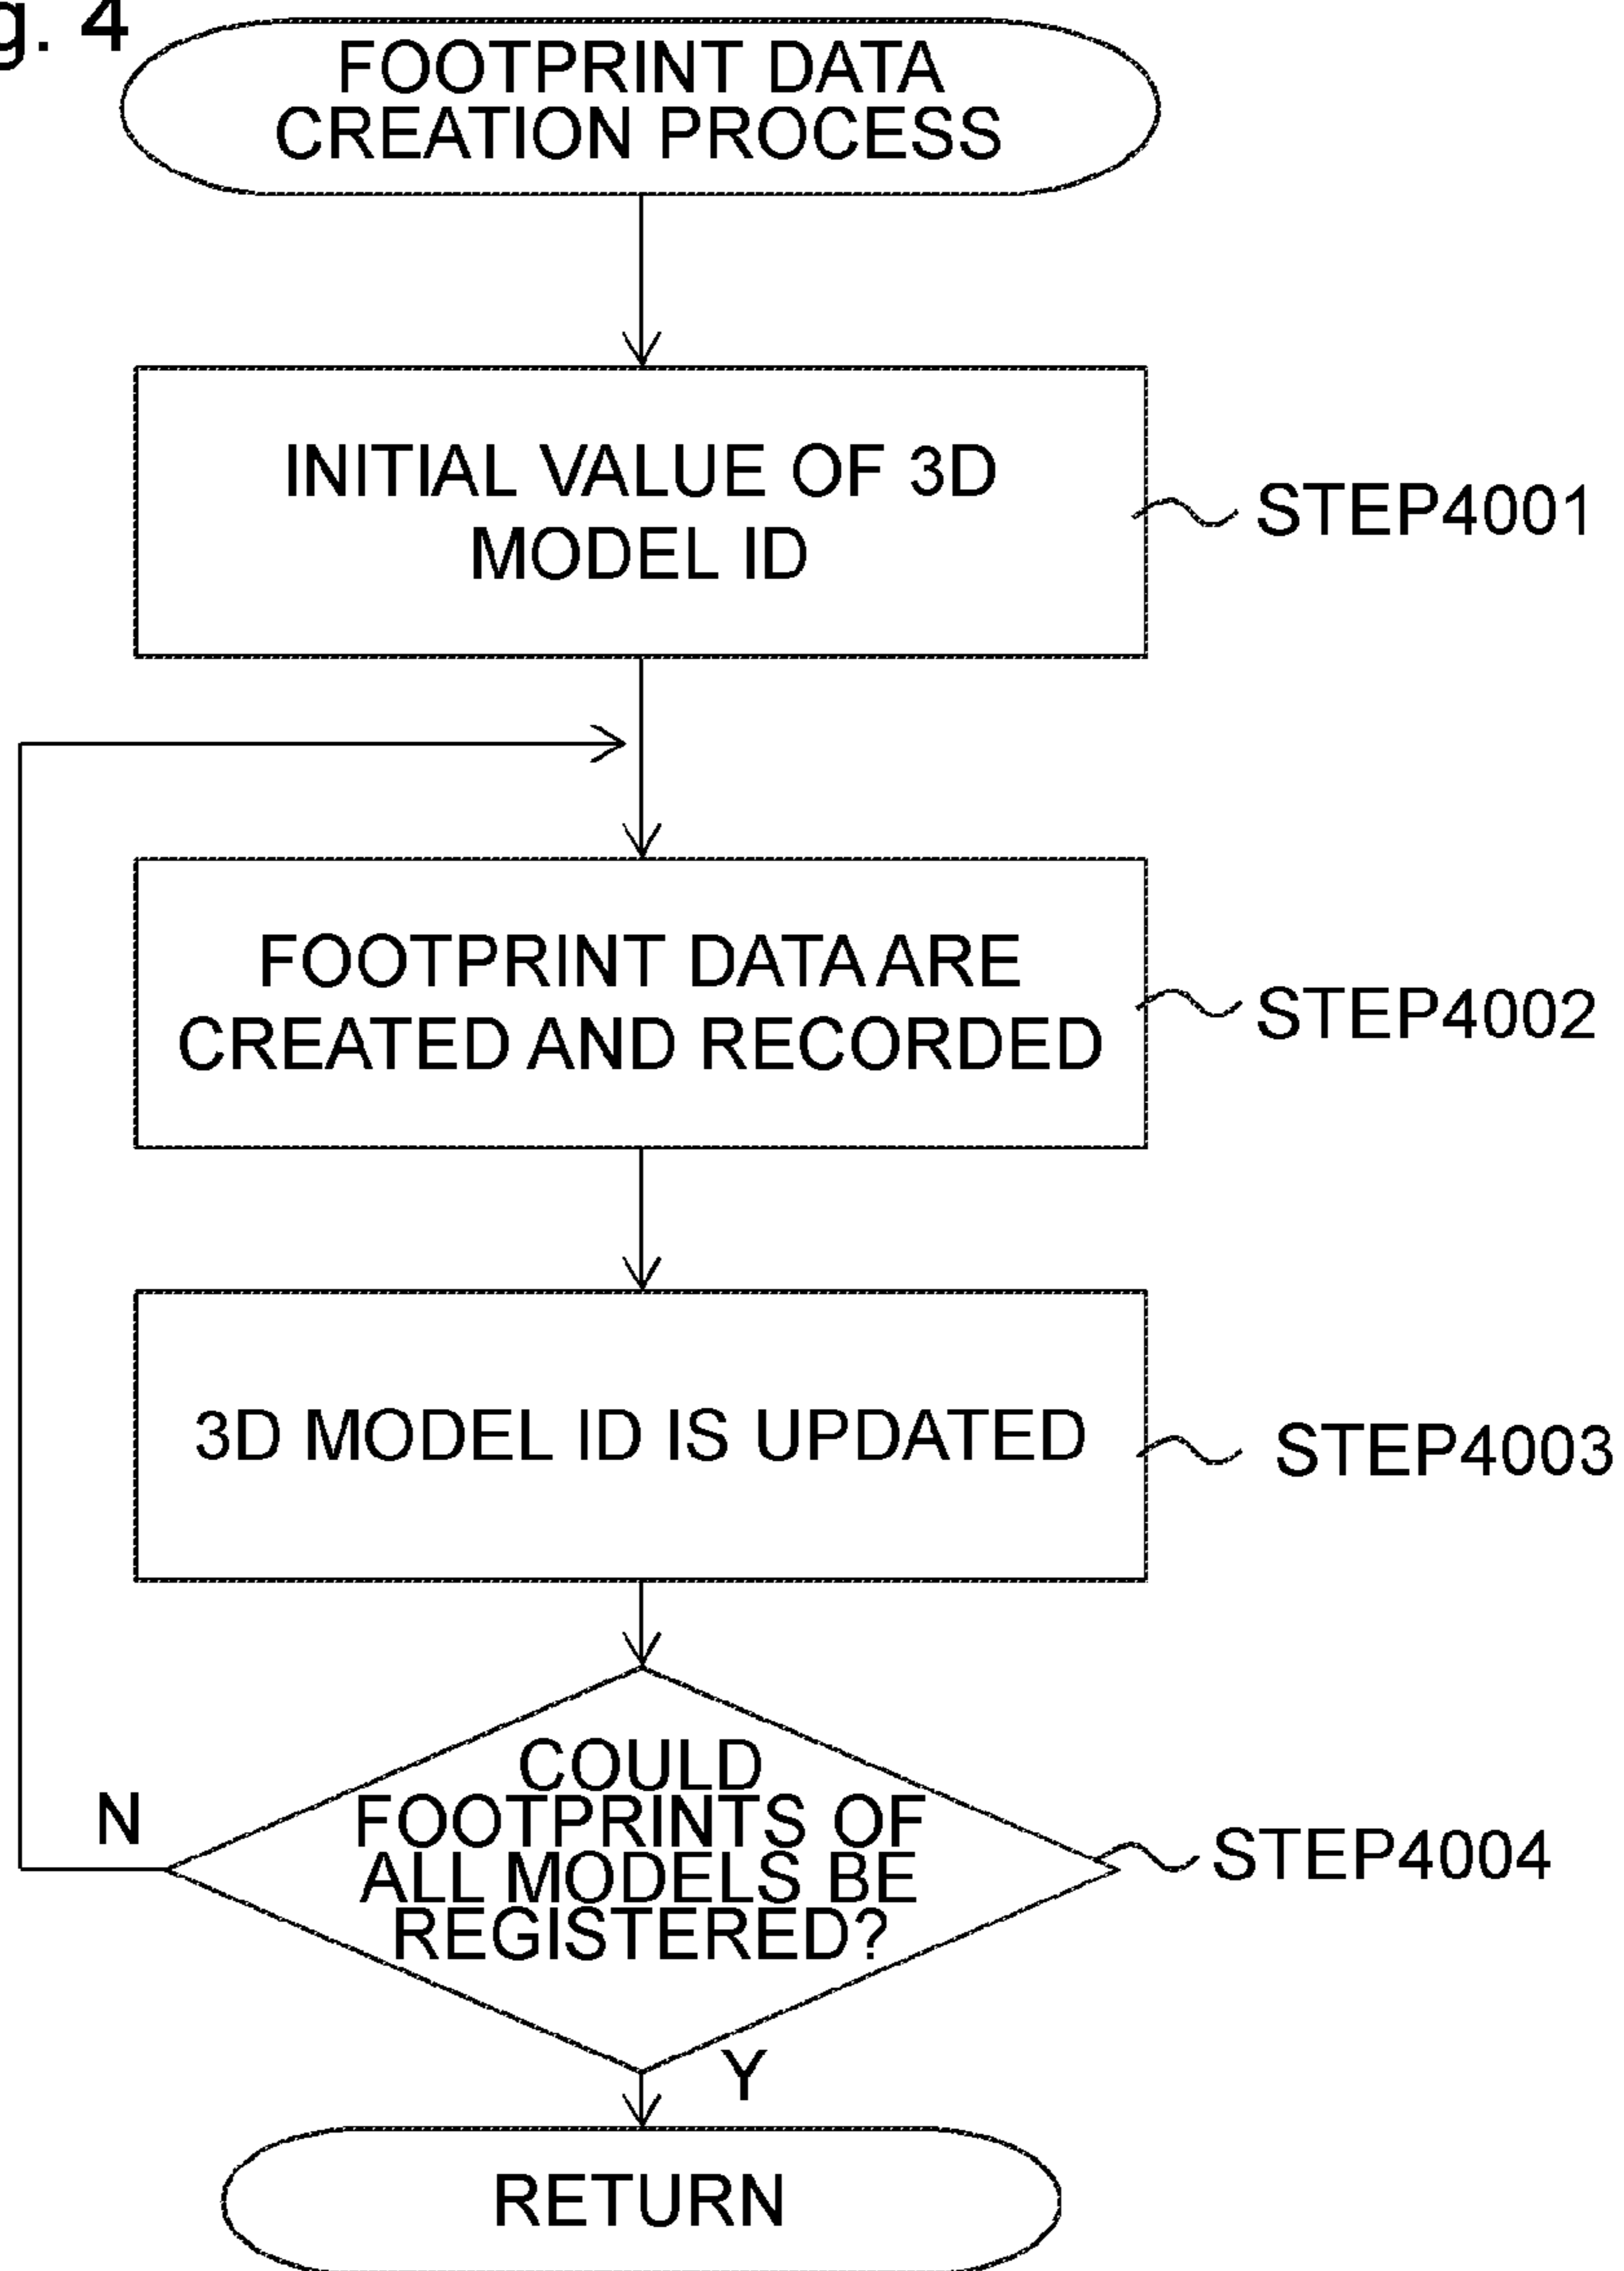 g. 4
FOOTPRINT DATA
CREATION PROCESS
INITIAL VALUE OF 3D
MODEL ID
STEP4001
FOOTPRINT DATA ARE
CREATED AND RECORDED
STEP4002
3D MODEL ID IS UPDATED
STEP4003
COULD
FOOTPRINTS OF
ALL MODELS BE
REGISTERED?
STEP4004
N
Y
RETURN